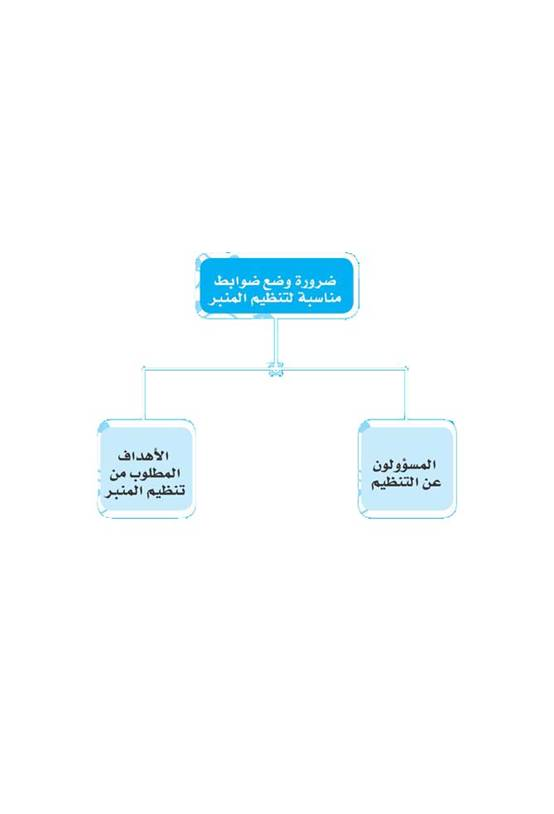 ضرورة وضع ضوابط
مناسبة لتنظيم المنبر
المسؤولون
عن التنظيم
الأهداف
المطلوب من
تنظيم المنبر